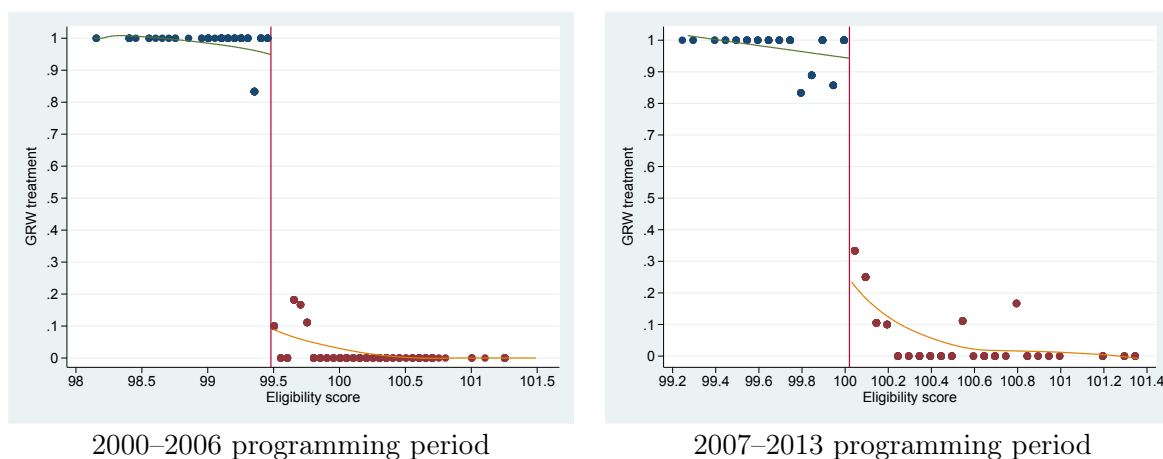 GRW treatment
1
.9
.8
.7
.6
.5
.4
.3
.2
.1
0
98 98.5 99 99.5 100 100.5 101 101.5
Eligibility score
2000–2006 programming period
GRW treatment
1
.9
.8
.7
.6
.5
.4
.3
.2
.1
0
99.2 99.4 99.6 99.8 100 100.2 100.4 100.6 100.8 101 101.2 101.4
Eligibility score
2007–2013 programming period